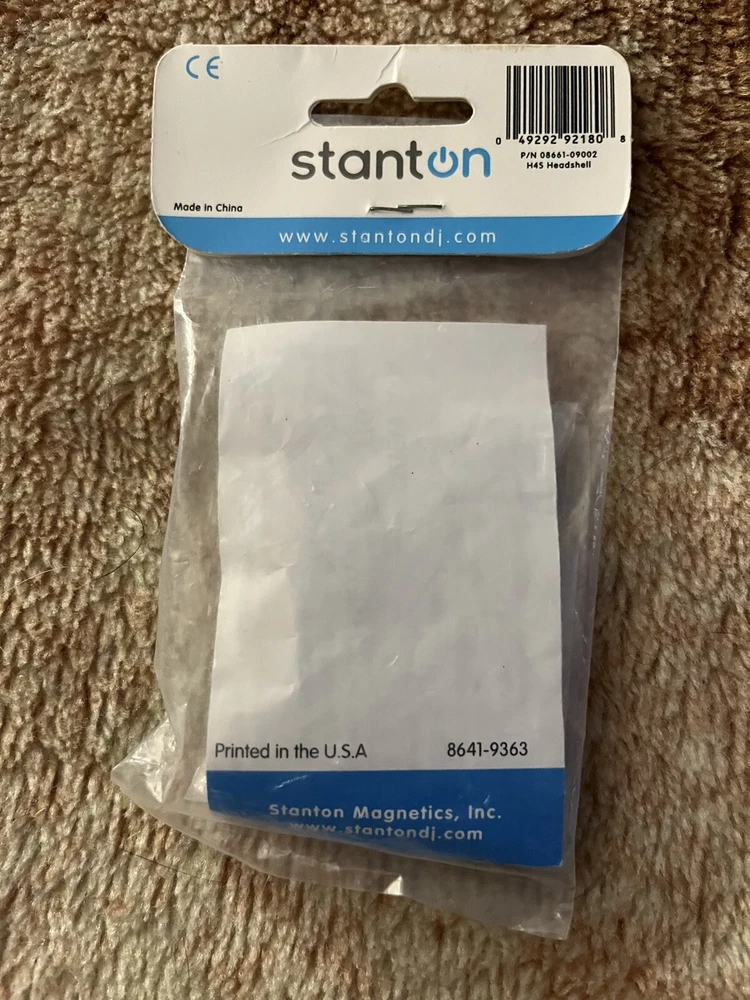 CE
stanton
0 49292 92180 8
P/N 08661-09002
H4S Headshell
Made in China
www.stantondj.com
Printed in the U.S.A 8641-9363
Stanton Magnetics, Inc.
www.stantondj.com